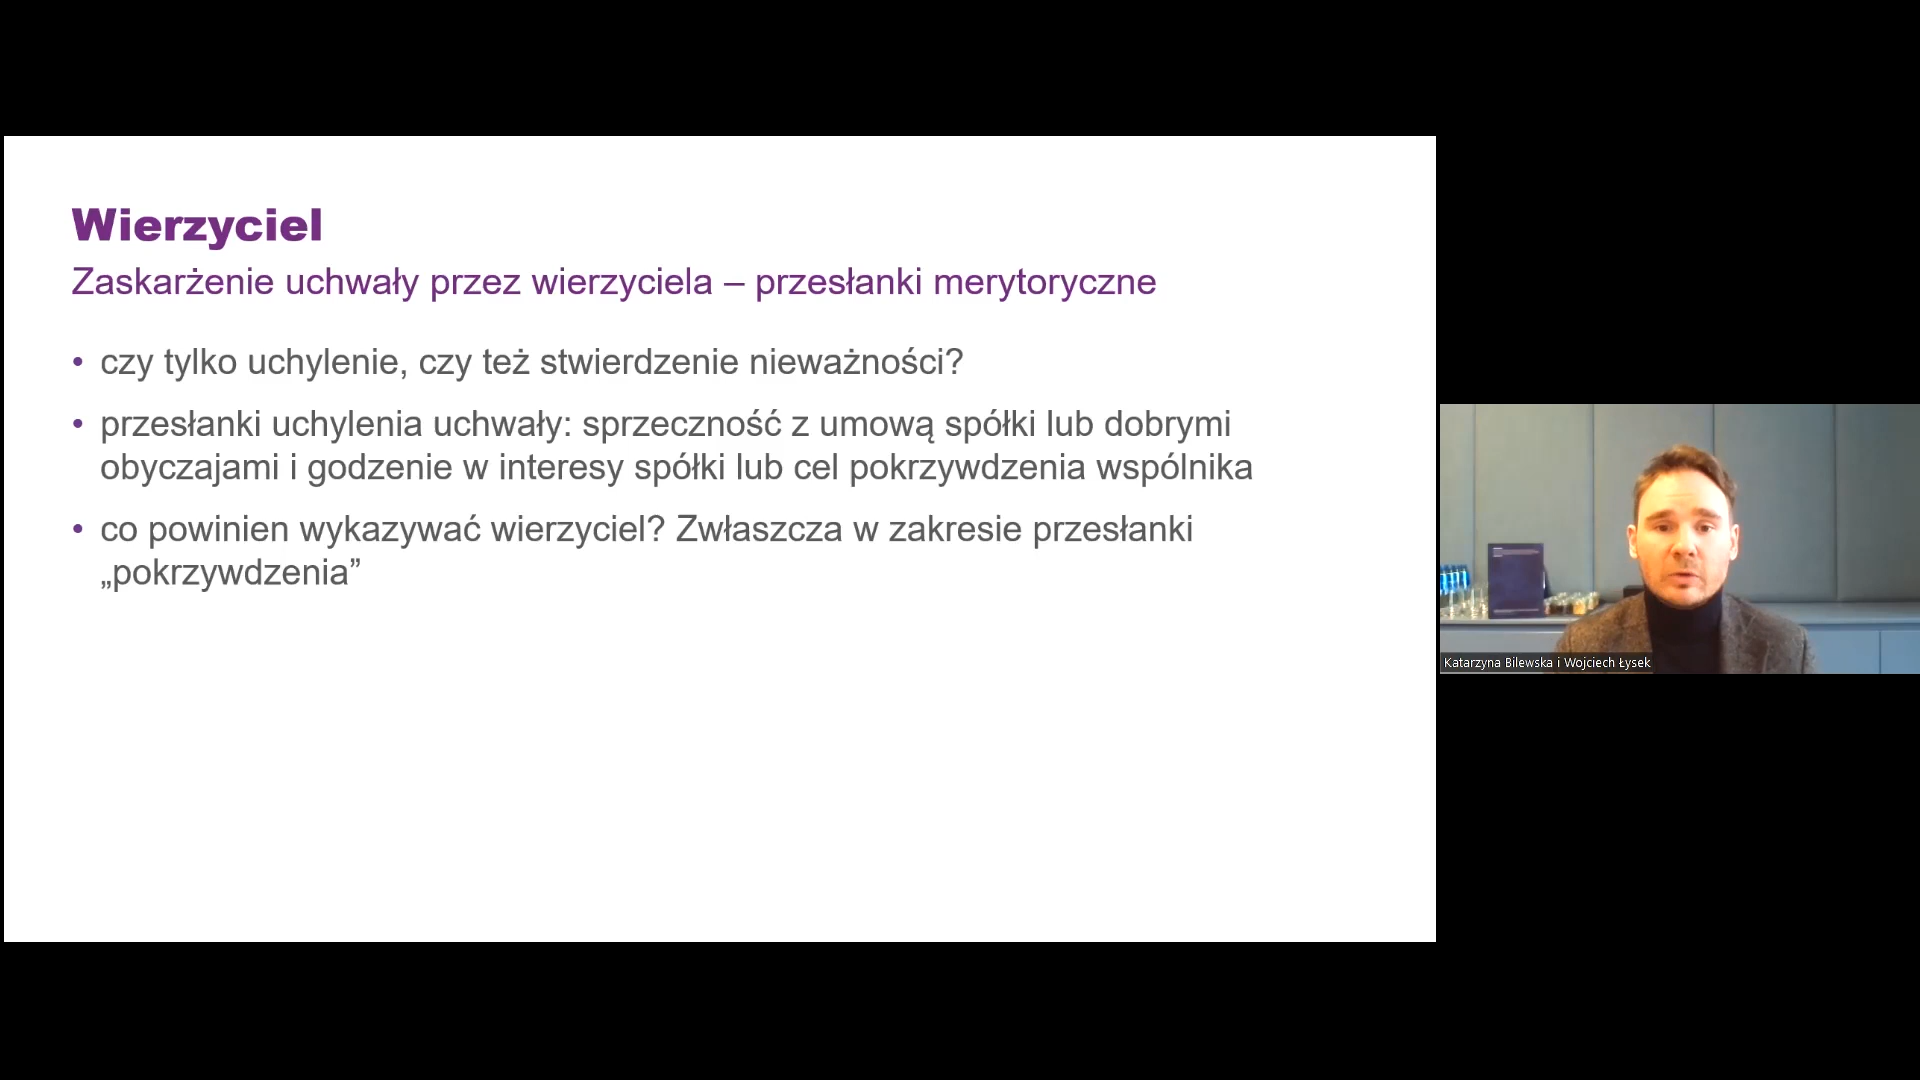 Wierzyciel
Zaskarżenie uchwały przez wierzyciela – przesłanki merytoryczne
• czy tylko uchylenie, czy też stwierdzenie nieważności?
• przesłanki uchylenia uchwały: sprzeczność z umową spółki lub dobrymi
obyczajami i godzenie w interesy spółki lub cel pokrzywdzenia wspólnika
• co powinien wykazywać wierzyciel? Zwłaszcza w zakresie przesłanki
„pokrzywdzenia”
Katarzyna Bilewska i Wojciech Łysek